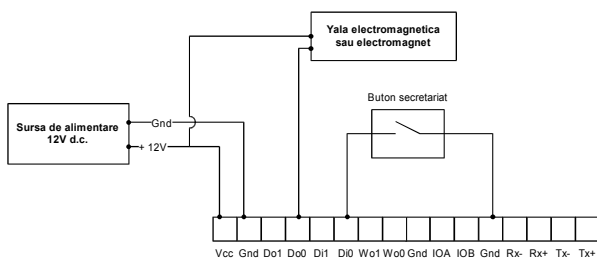 Yala electromagnetica
sau electromagnet
Buton secretariat
Sursa de alimentare
12V d.c.
Gnd
+ 12V
Vcc Gnd Do1 Do0 Di1 Di0 Wo1 Wo0 Gnd IOA IOB Gnd Rx- Rx+ Tx- Tx+